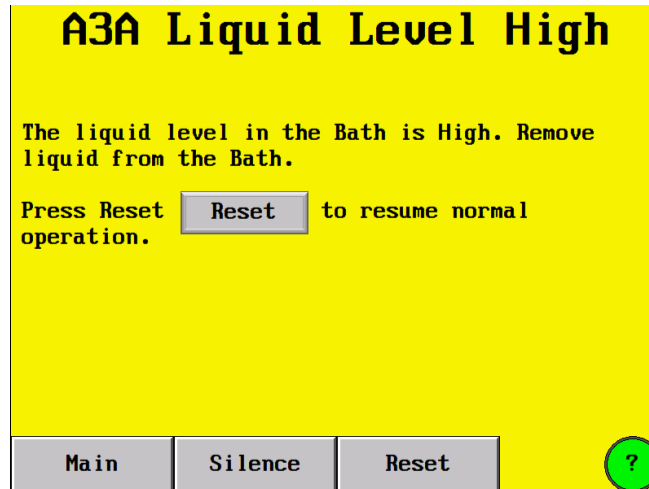 A3A Liquid Level High
The liquid level in the Bath is High. Remove
liquid from the Bath.
Press Reset Reset to resume normal
operation.
Main Silence Reset ?